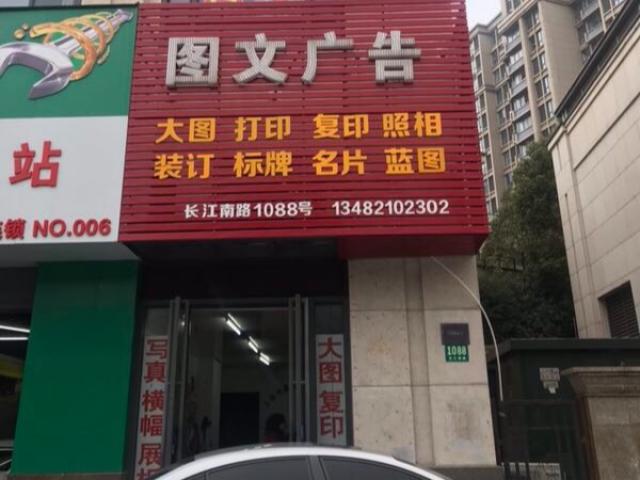 图文广告
大图 打印 复印 照相
装订 标牌 名片 蓝图
长江南路1088号 13482102302
站
锁 NO.006
写真横幅展
大图复印
1088